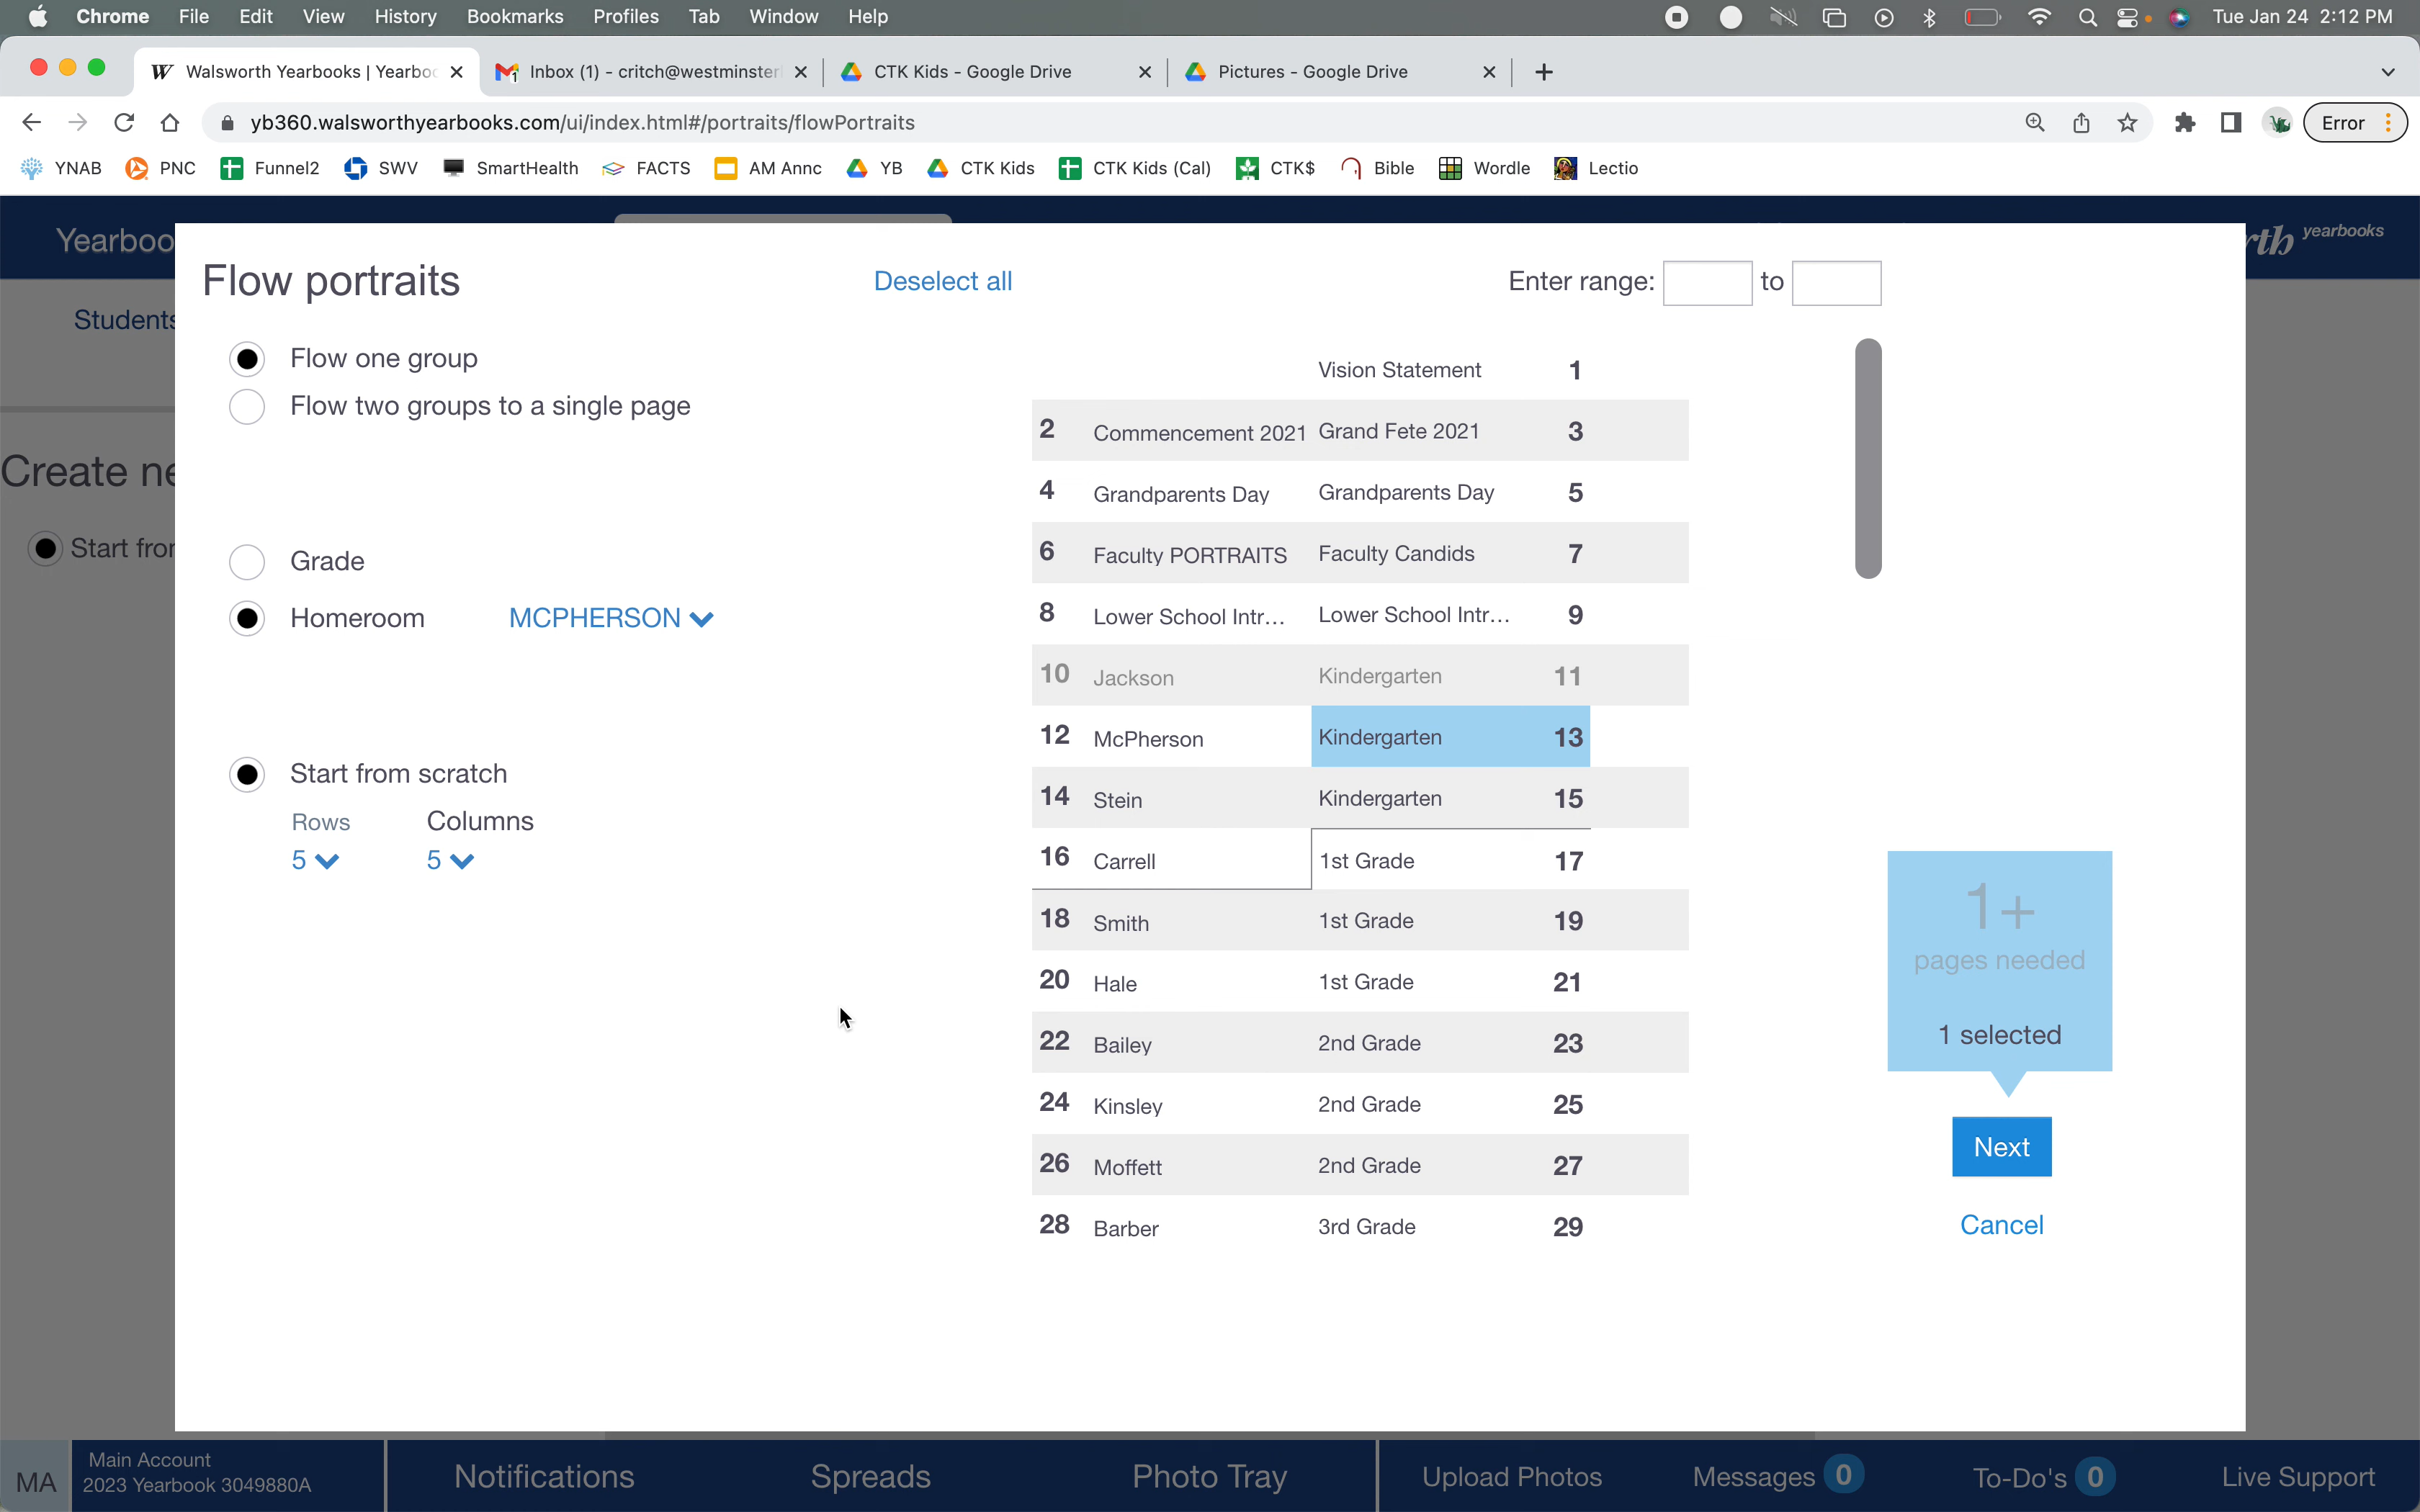 Chrome File Edit View History Bookmarks Profiles Tab Window Help Tue Jan 24 2:12 PM
W Walsworth Yearbooks | Yearboo Inbox (1) - critch@westminster CTK Kids - Google Drive Pictures - Google Drive
yb360.walsworthyearbooks.com/ui/index.html#/portraits/flowPortraits Error
YNAB PNC Funnel2 SWV SmartHealth FACTS AM Annc YB CTK Kids CTK Kids (Cal) CTK$ Bible Wordle Lectio
Yearboo rth yearbooks
Students
Create ne
Start from
Flow portraits Deselect all Enter range: to
Flow one group
Flow two groups to a single page
Grade
Homeroom MCPHERSON
Start from scratch
Rows Columns
5 5
Vision Statement 1
2 Commencement 2021 Grand Fete 2021 3
4 Grandparents Day Grandparents Day 5
6 Faculty PORTRAITS Faculty Candids 7
8 Lower School Intr... Lower School Intr... 9
10 Jackson Kindergarten 11
12 McPherson Kindergarten 13
14 Stein Kindergarten 15
16 Carrell 1st Grade 17
18 Smith 1st Grade 19
20 Hale 1st Grade 21
22 Bailey 2nd Grade 23
24 Kinsley 2nd Grade 25
26 Moffett 2nd Grade 27
28 Barber 3rd Grade 29
1+
pages needed
1 selected
Next
Cancel
MA Main Account
2023 Yearbook 3049880A
Notifications Spreads Photo Tray Upload Photos Messages 0 To-Do's 0 Live Support